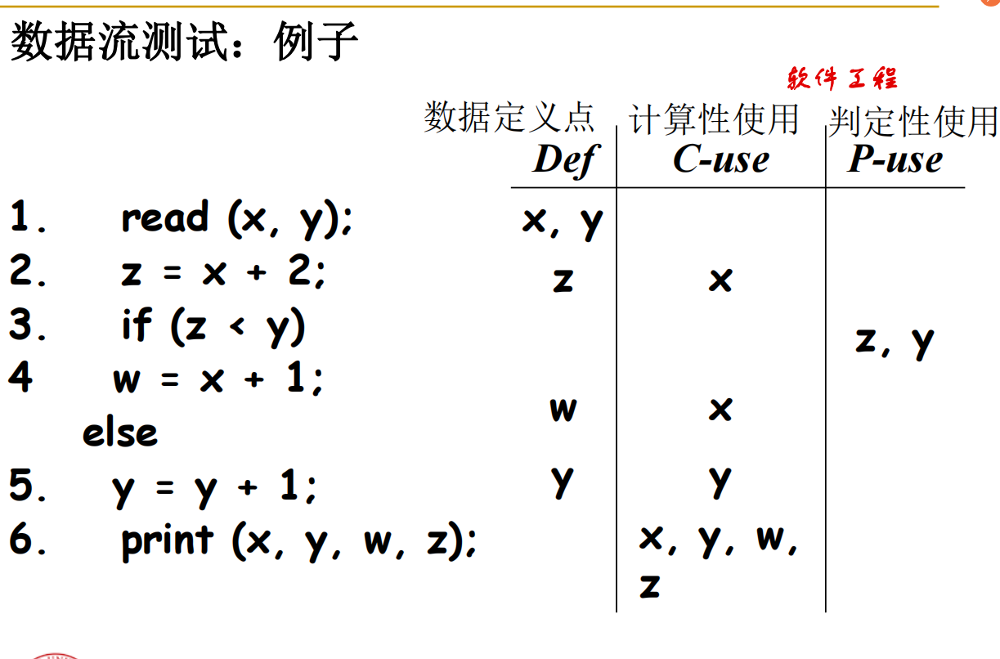 数据流测试：例子
软件工程
数据定义点 计算性使用 判定性使用
Def C-use P-use
1. read (x, y); x, y
2. z = x + 2; z x
3. if (z < y) z, y
4 w = x + 1;
w x
else
5. y = y + 1; y y
6. print (x, y, w, z); x, y, w,
z